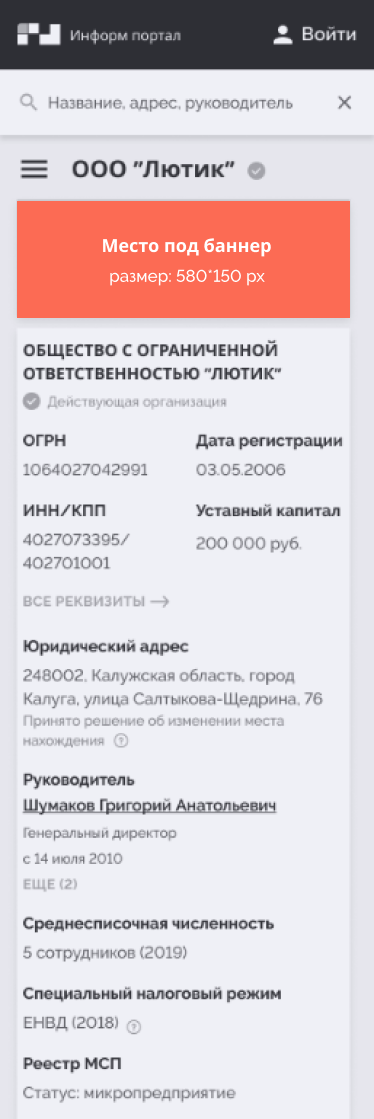 Информ портал
Войти
Название, адрес, руководитель
ООО "Лютик"
Место под баннер
размер: 580*150 px
ОБЩЕСТВО С ОГРАНИЧЕННОЙ
ОТВЕТСТВЕННОСТЬЮ "ЛЮТИК"
Действующая организация
ОГРН
1064027042991
Дата регистрации
03.05.2006
ИНН/КПП
4027073395/
402701001
Уставный капитал
200 000 руб.
ВСЕ РЕКВИЗИТЫ →
Юридический адрес
248002, Калужская область, город
Калуга, улица Салтыкова-Щедрина, 76
Принято решение об изменении места
нахождения ?
Руководитель
Шумаков Григорий Анатольевич
Генеральный директор
с 14 июля 2010
ЕЩЕ (2)
Среднесписочная численность
5 сотрудников (2019)
Специальный налоговый режим
ЕНВД (2018) ?
Реестр МСП
Статус: микропредприятие